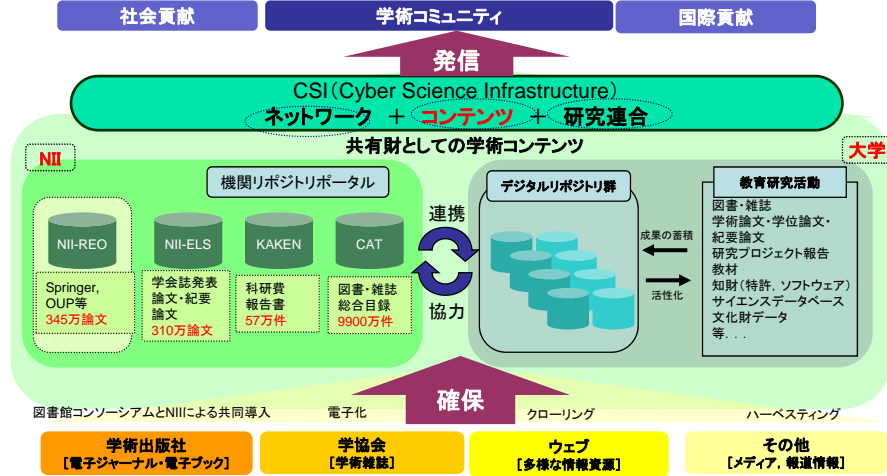 社会貢献
学術コミュニティ
国際貢献
発信
CSI(Cyber Science Infrastructure)
ネットワーク + コンテンツ + 研究連合
共有財としての学術コンテンツ
NII
大学
機関リポジトリポータル
NII-REO
NII-ELS
KAKEN
CAT
Springer,
OUP等
345万論文
学会誌発表
論文・紀要
論文
310万論文
科研費
報告書
57万件
図書・雑誌
総合目録
9900万件
連携
協力
デジタルリポジトリ群
成果の蓄積
活性化
教育研究活動
図書・雑誌
学術論文・学位論文・
紀要論文
研究プロジェクト報告
教材
知財(特許, ソフトウェア)
サイエンスデータベース
文化財データ
等. . .
確保
図書館コンソーシアムとNIIによる共同導入
電子化
クローリング
ハーベスティング
学術出版社
[電子ジャーナル・電子ブック]
学協会
[学術雑誌]
ウェブ
[多様な情報資源]
その他
[メディア, 報道情報]